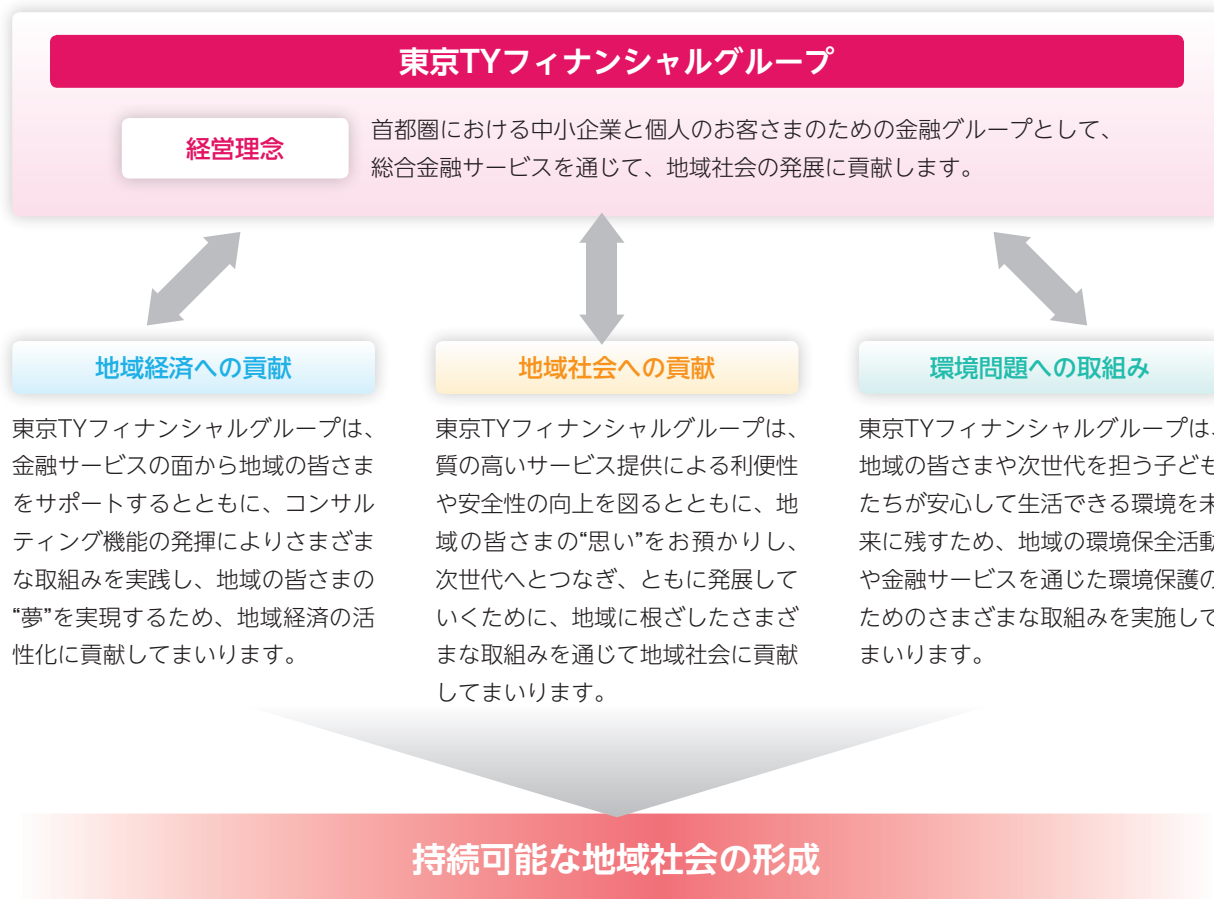 東京TYフィナンシャルグループ
経営理念
首都圏における中小企業と個人のお客さまのための金融グループとして、
総合金融サービスを通じて、地域社会の発展に貢献します。
地域経済への貢献
東京TYフィナンシャルグループは、
金融サービスの面から地域の皆さま
をサポートするとともに、コンサル
ティング機能の発揮によりさまざま
な取組みを実践し、地域の皆さまの
“夢”を実現するため、地域経済の活
性化に貢献してまいります。
地域社会への貢献
東京TYフィナンシャルグループは、
質の高いサービス提供による利便性
や安全性の向上を図るとともに、地
域の皆さまの“思い”をお預かりし、
次世代へとつなぎ、ともに発展して
いくために、地域に根ざしたさまざ
まな取組みを通じて地域社会に貢献
してまいります。
環境問題への取組み
東京TYフィナンシャルグループは、
地域の皆さまや次世代を担う子ども
たちが安心して生活できる環境を未
来に残すため、地域の環境保全活動
や金融サービスを通じた環境保護の
ためのさまざまな取組みを実施して
まいります。
持続可能な地域社会の形成